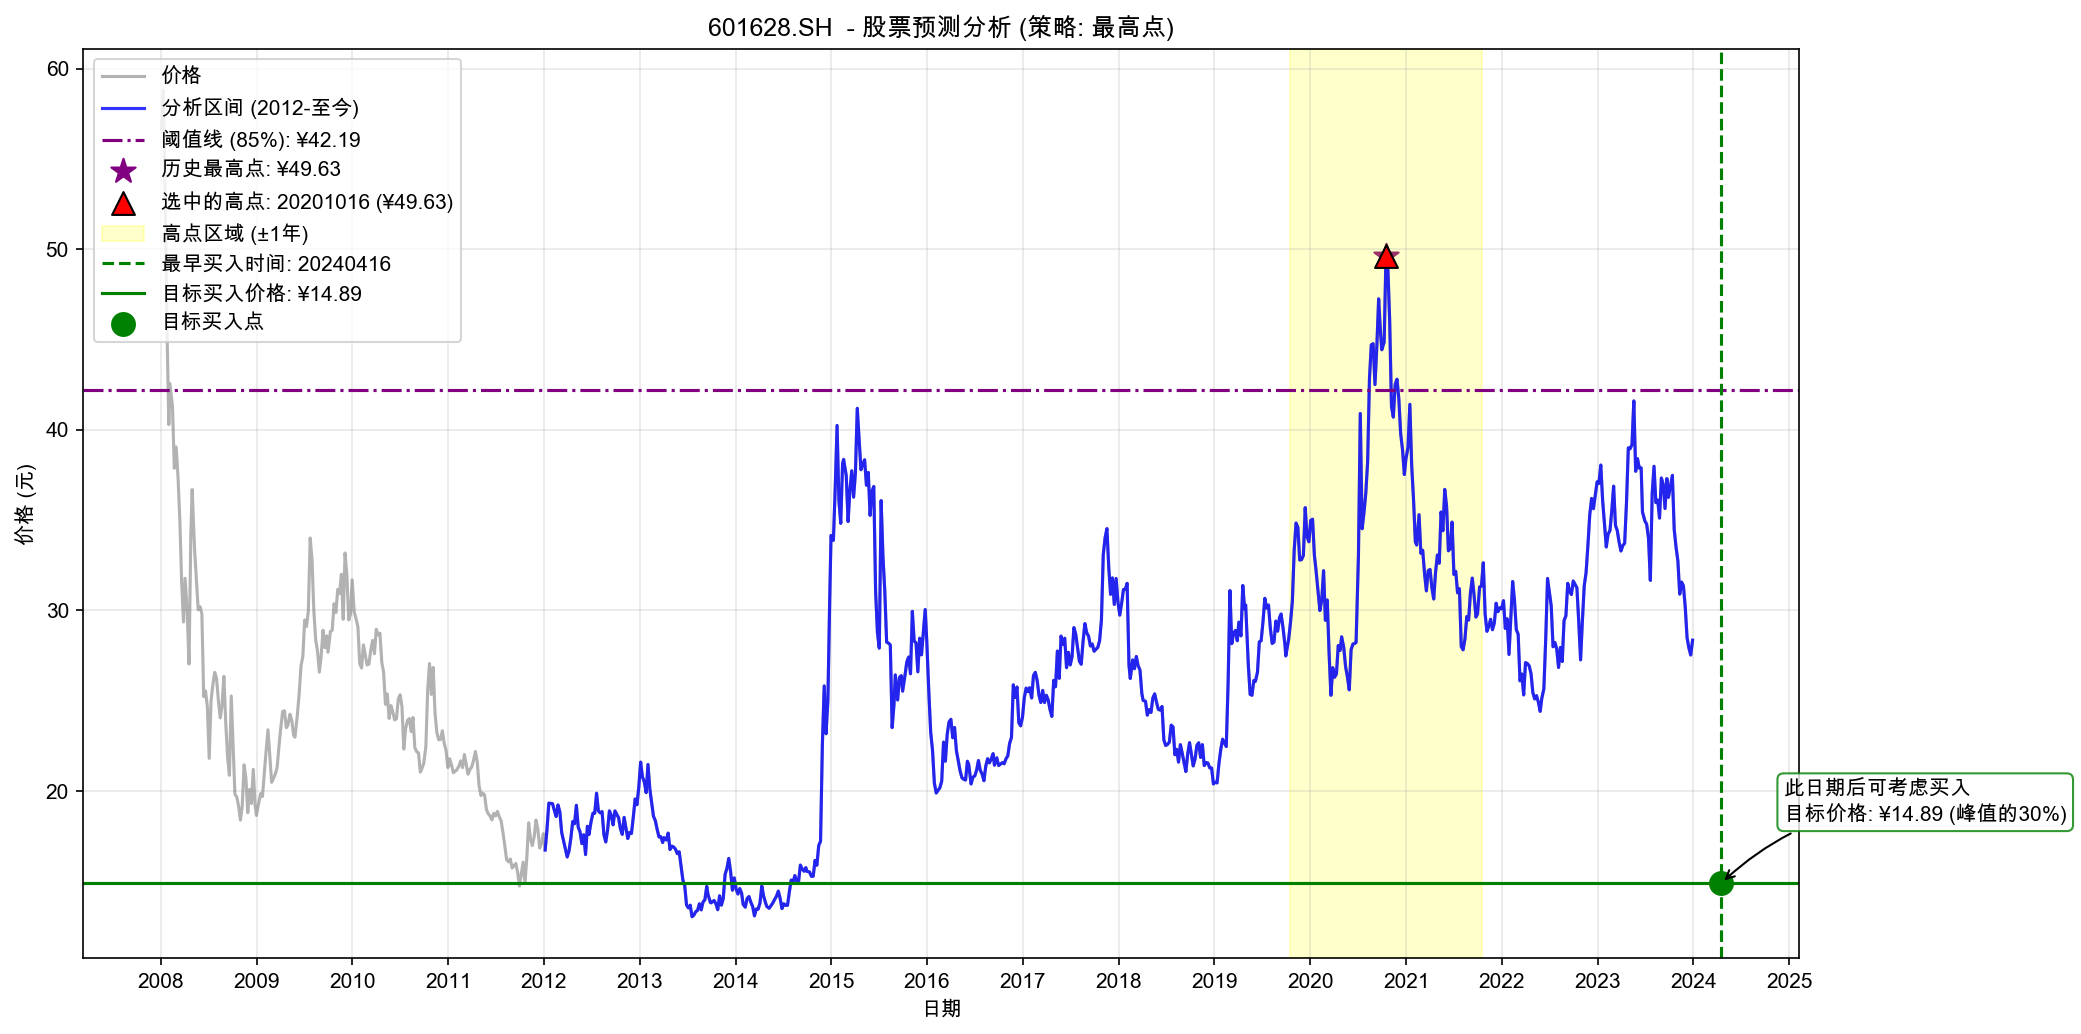 601628.SH - 股票预测分析 (策略: 最高点)
价格
分析区间 (2012-至今)
阈值线 (85%): ¥42.19
历史最高点: ¥49.63
选中的高点: 20201016 (¥49.63)
高点区域 (±1年)
最早买入时间: 20240416
目标买入价格: ¥14.89
目标买入点
60
50
40
30
20
价格 (元)
此日期后可考虑买入
目标价格: ¥14.89 (峰值的30%)
2008 2009 2010 2011 2012 2013 2014 2015 2016 2017 2018 2019 2020 2021 2022 2023 2024 2025
日期